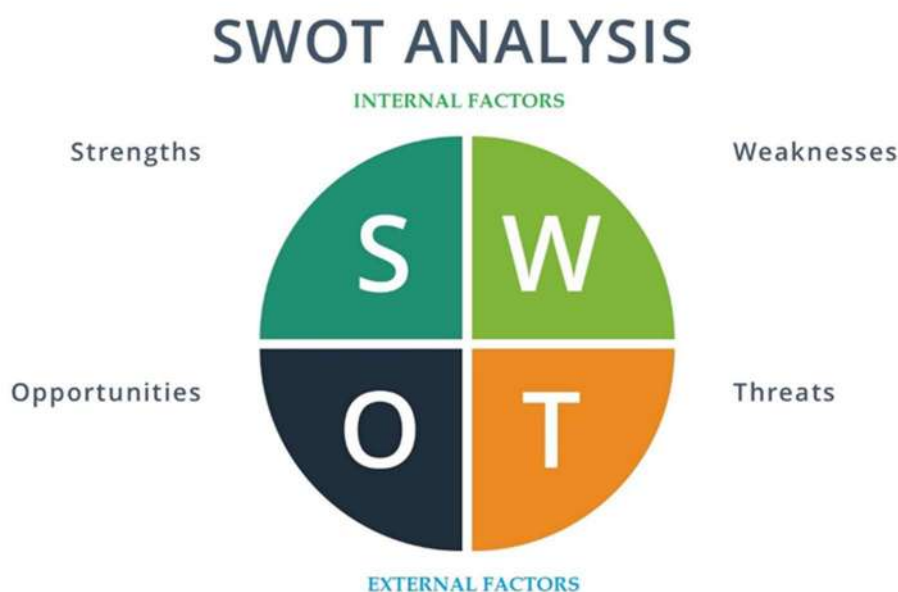 SWOT ANALYSIS
INTERNAL FACTORS
Strengths
Weaknesses
S
W
Opportunities
Threats
O
T
EXTERNAL FACTORS